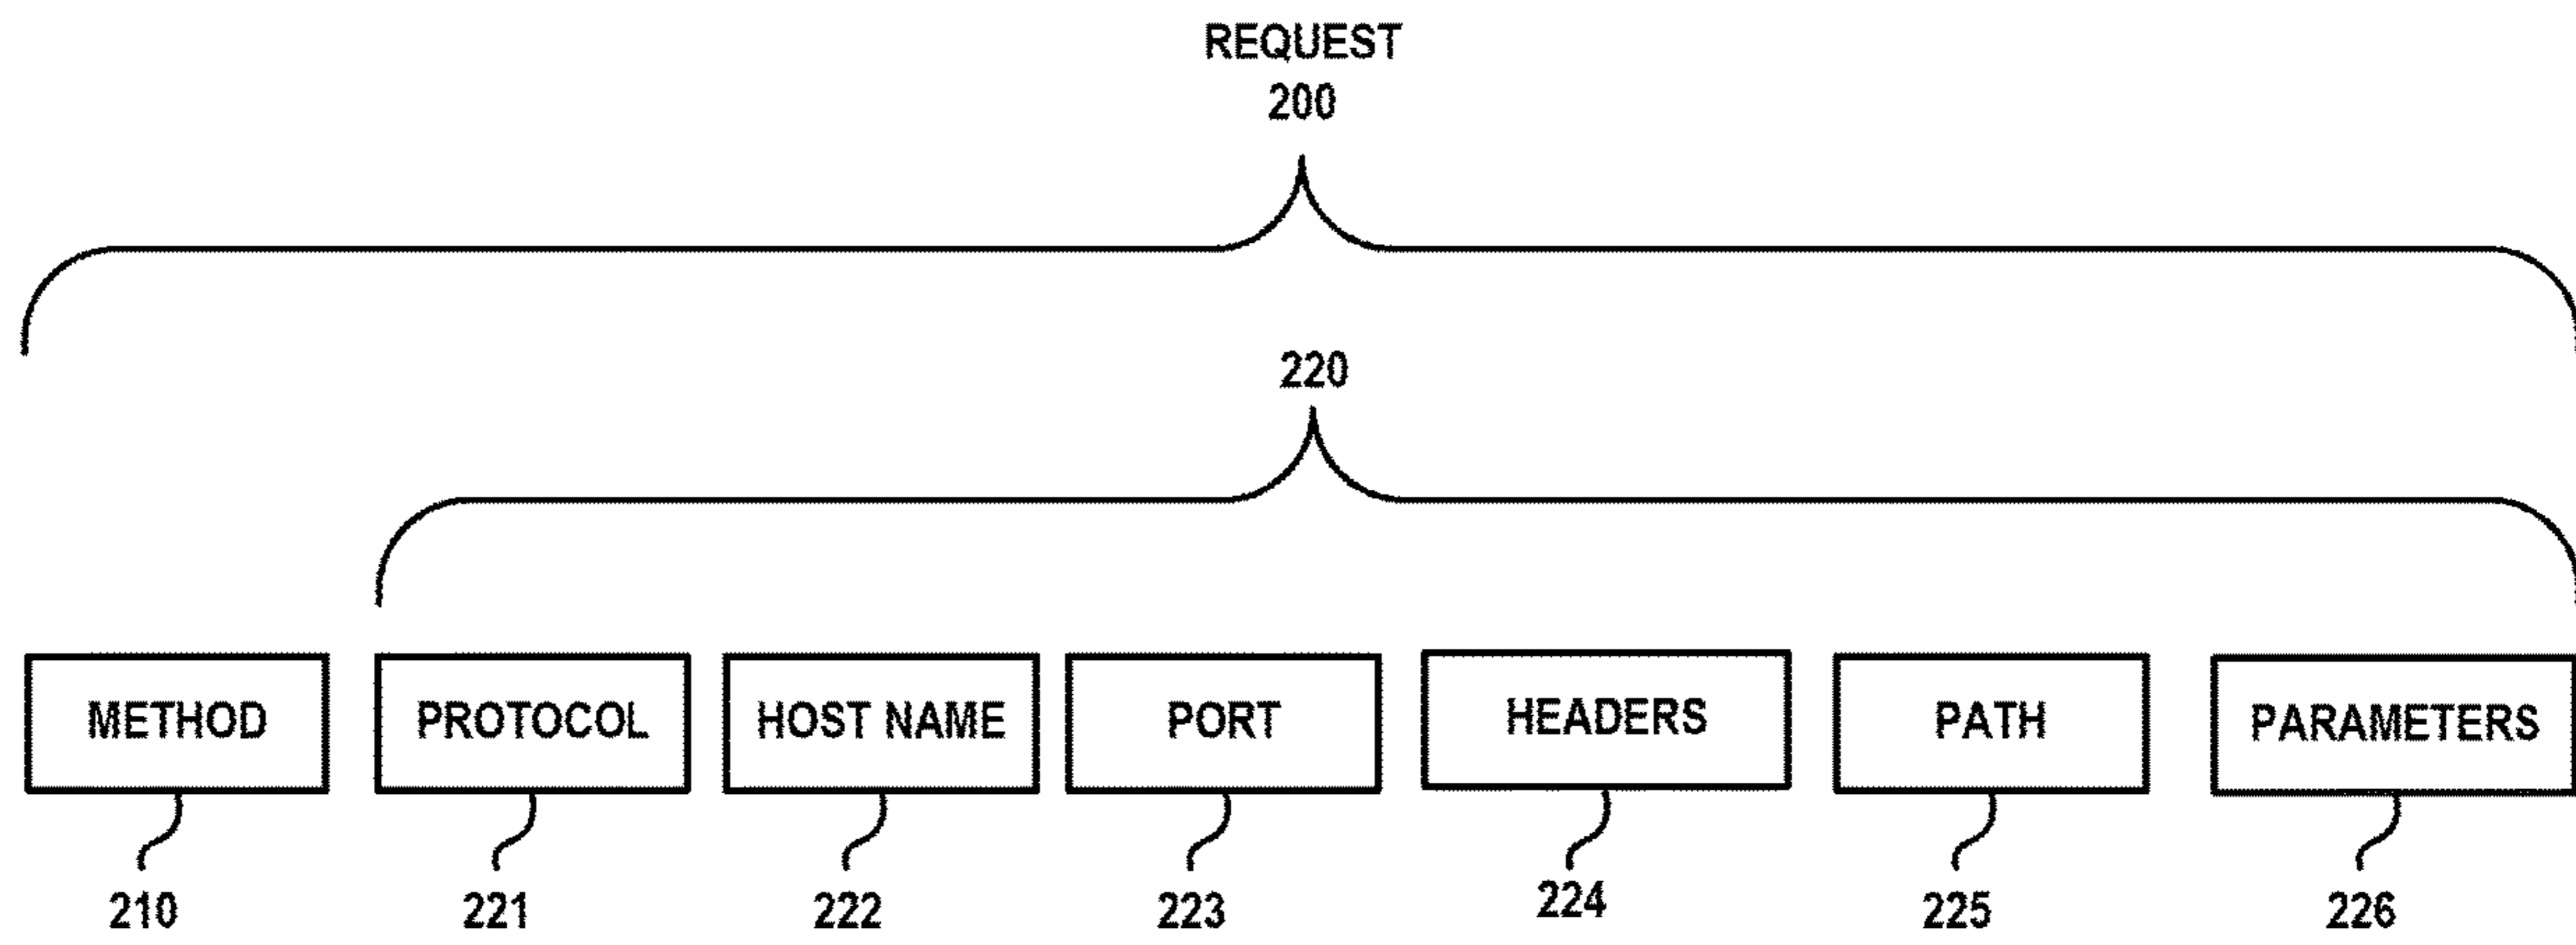 REQUEST
200
220
METHOD PROTOCOL HOST NAME PORT HEADERS PATH PARAMETERS
210 221 222 223 224 225 226